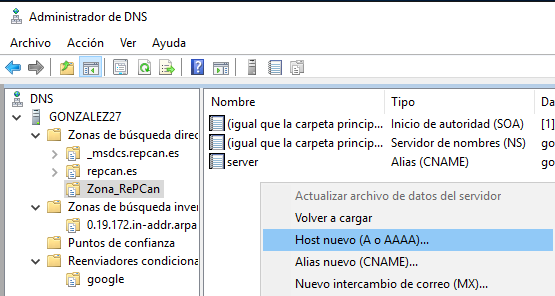 Administrador de DNS
Archivo Acción Ver Ayuda
DNS
GONZALEZ27
Zonas de búsqueda direc
_msdcs.repcan.es
repcan.es
Zona_RePCan
Zonas de búsqueda inver
0.19.172.in-addr.arpa
Puntos de confianza
Reenviadores condiciona
google
Nombre Tipo Da
(igual que la carpeta princip... Inicio de autoridad (SOA) [1]
(igual que la carpeta princip... Servidor de nombres (NS) go
server Alias (CNAME) go
Actualizar archivo de datos del servidor
Volver a cargar
Host nuevo (A o AAAA)...
Alias nuevo (CNAME)...
Nuevo intercambio de correo (MX)...